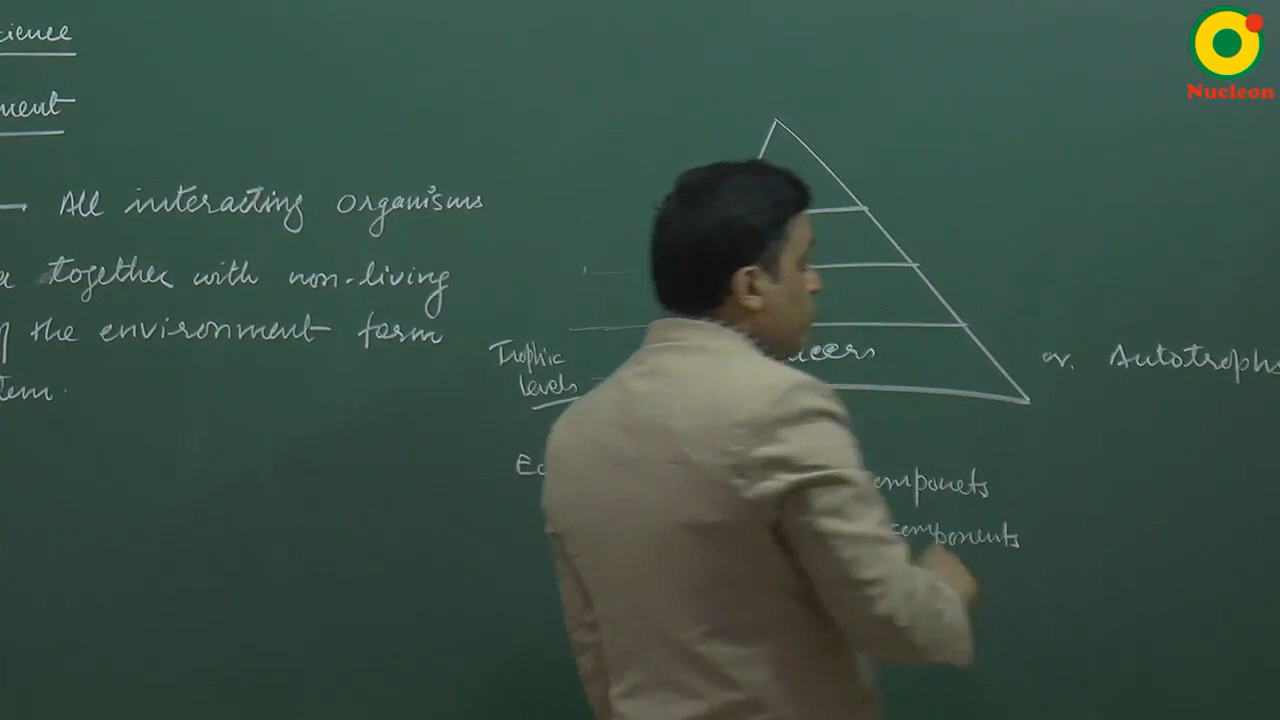 cience
ment
— All interacting organisms
together with non-living
the environment form
tem.
Trophic
levels
ucers
or Autotrophs
Ec
omponets
components
Nucleon